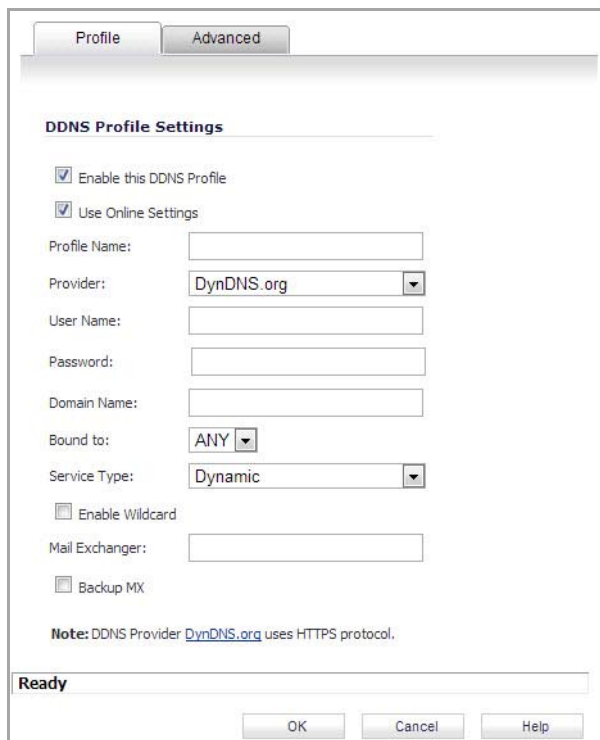 Profile Advanced
DDNS Profile Settings
Enable this DDNS Profile
Use Online Settings
Profile Name:
Provider: DynDNS.org
User Name:
Password:
Domain Name:
Bound to: ANY
Service Type: Dynamic
Enable Wildcard
Mail Exchanger:
Backup MX
Note: DDNS Provider DynDNS.org uses HTTPS protocol.
Ready
OK Cancel Help